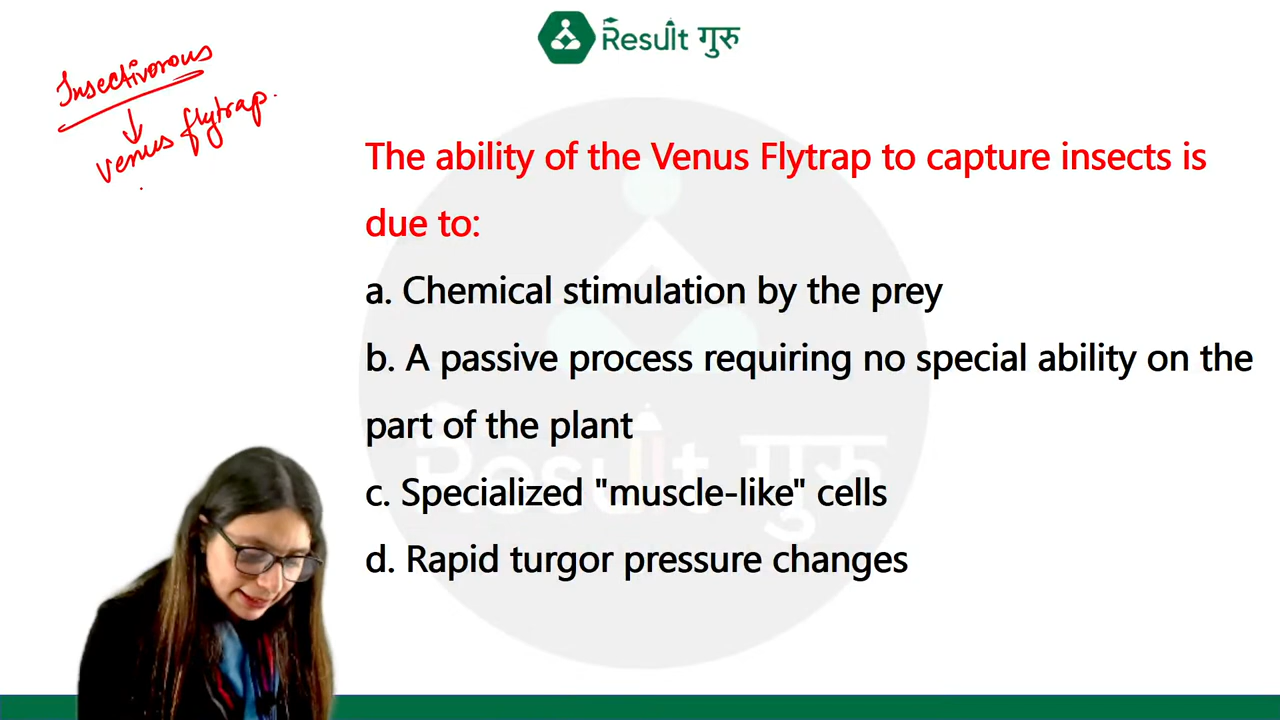 Result गुरु
Insectivorous
↓
Venus flytrap.
The ability of the Venus Flytrap to capture insects is
due to:
a. Chemical stimulation by the prey
b. A passive process requiring no special ability on the
part of the plant
c. Specialized "muscle-like" cells
d. Rapid turgor pressure changes
Result गुरु